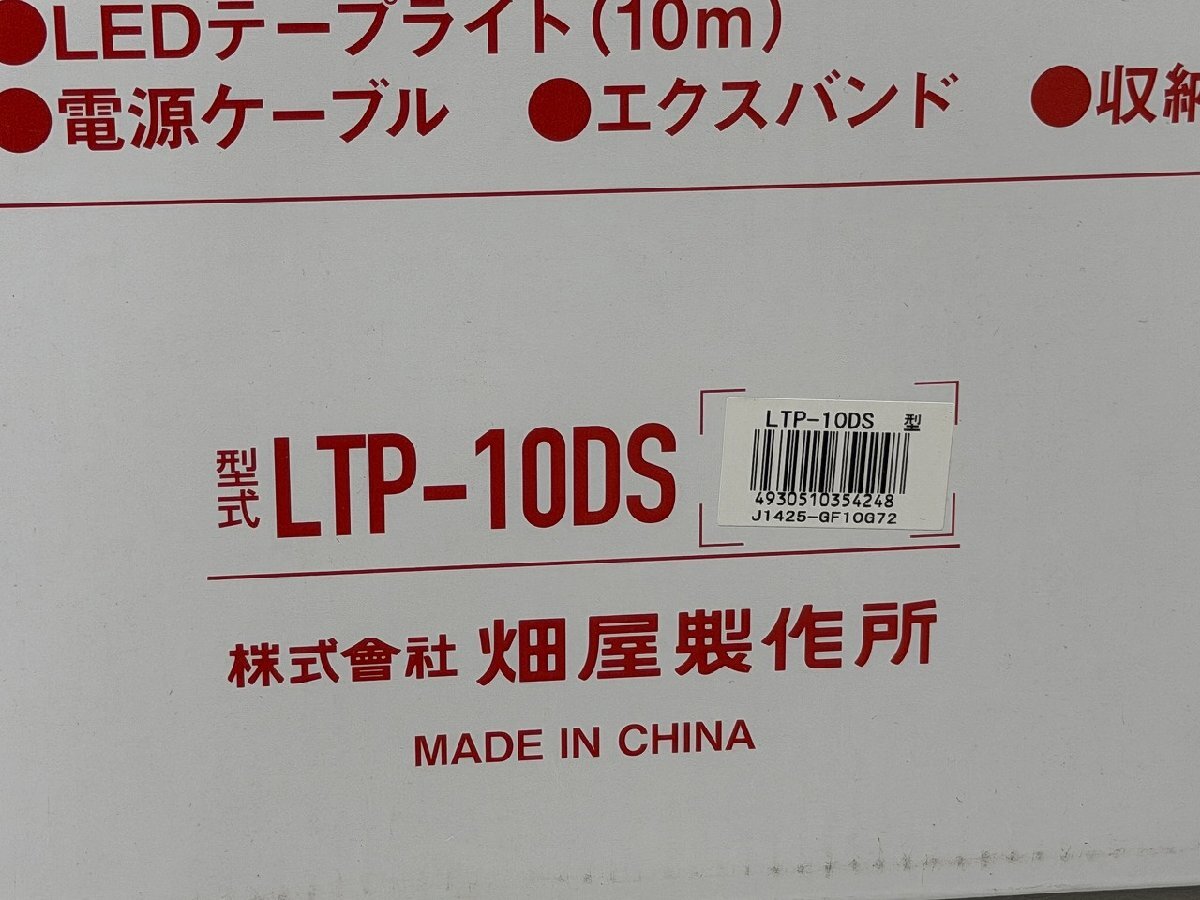 ●LEDテープライト(10m)
●電源ケーブル ●エクスバンド ●収納
型式 LTP-10DS
LTP-10DS 型
4930510354248
J1425-GF10G72
株式會社 畑屋製作所
MADE IN CHINA